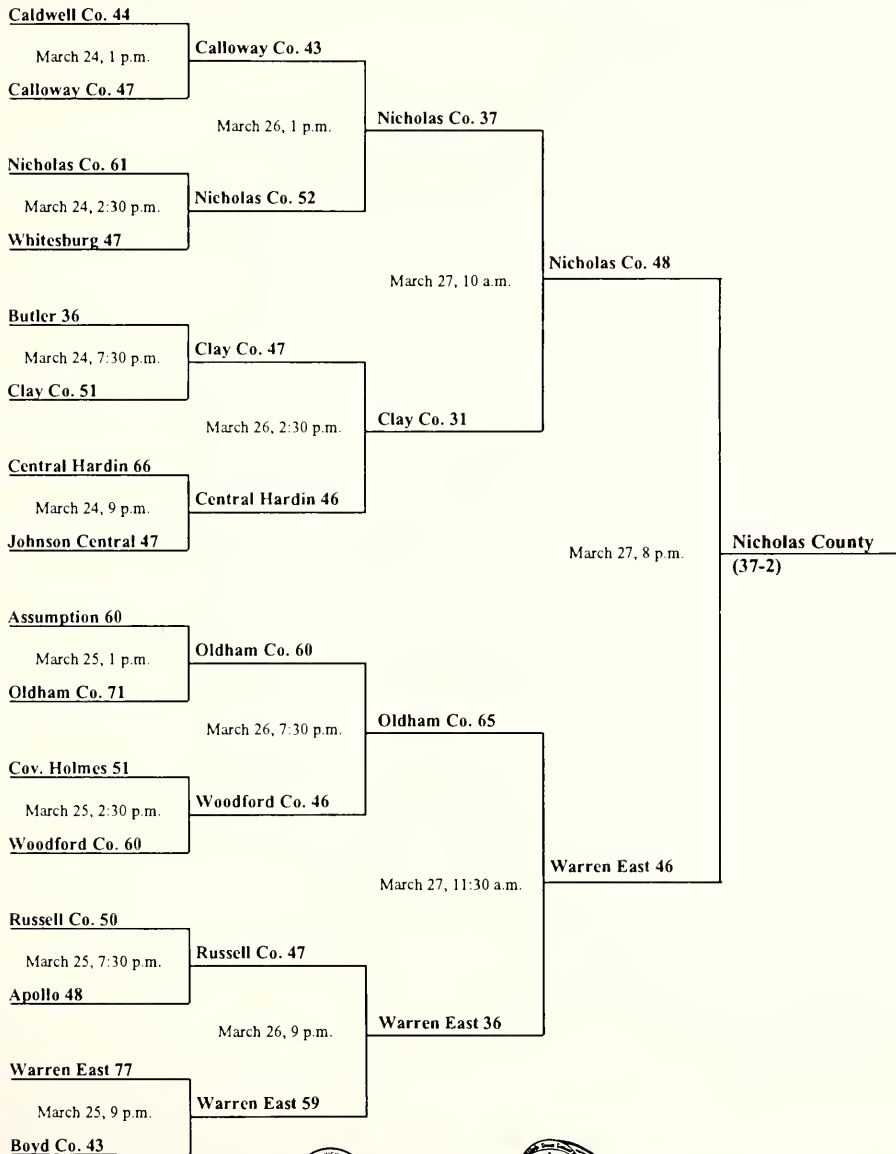 Caldwell Co. 44
March 24, 1 p.m.
Calloway Co. 47
Calloway Co. 43
March 26, 1 p.m.
Nicholas Co. 61
March 24, 2:30 p.m.
Whitesburg 47
Nicholas Co. 52
Nicholas Co. 37
March 27, 10 a.m.
Butler 36
March 24, 7:30 p.m.
Clay Co. 51
Clay Co. 47
March 26, 2:30 p.m.
Central Hardin 66
March 24, 9 p.m.
Johnson Central 47
Central Hardin 46
Clay Co. 31
Nicholas Co. 48
March 27, 8 p.m.
Nicholas County
(37-2)
Assumption 60
March 25, 1 p.m.
Oldham Co. 71
Oldham Co. 60
March 26, 7:30 p.m.
Cov. Holmes 51
March 25, 2:30 p.m.
Woodford Co. 60
Woodford Co. 46
Oldham Co. 65
March 27, 11:30 a.m.
Warren East 46
Russell Co. 50
March 25, 7:30 p.m.
Apollo 48
Russell Co. 47
March 26, 9 p.m.
Warren East 36
Warren East 77
March 25, 9 p.m.
Boyd Co. 43
Warren East 59